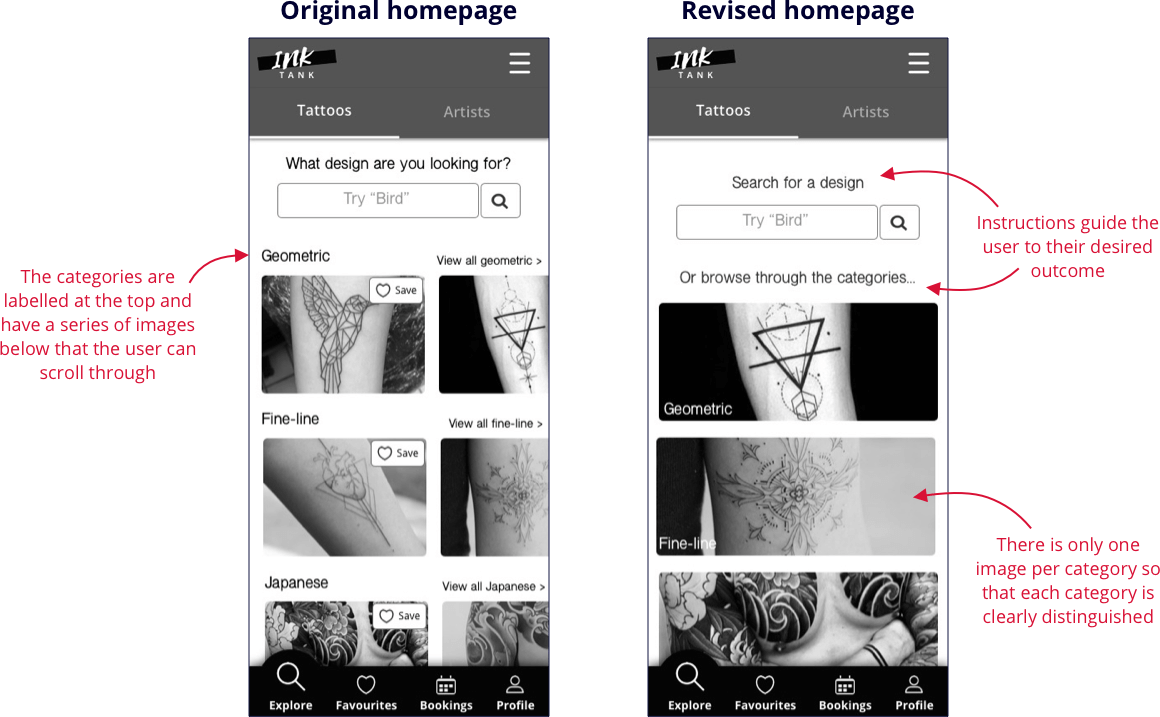 Original homepage
Ink
TANK
Tattoos
Artists
What design are you looking for?
Try “Bird”
Geometric
View all geometric >
Save
Fine-line
View all fine-line >
Save
Japanese
View all Japanese >
Save
Explore
Favourites
Bookings
Profile
The categories are
labelled at the top and
have a series of images
below that the user can
scroll through
Revised homepage
Ink
TANK
Tattoos
Artists
Search for a design
Try “Bird”
Or browse through the categories...
Geometric
Fine-line
Explore
Favourites
Bookings
Profile
Instructions guide the
user to their desired
outcome
There is only one
image per category so
that each category is
clearly distinguished